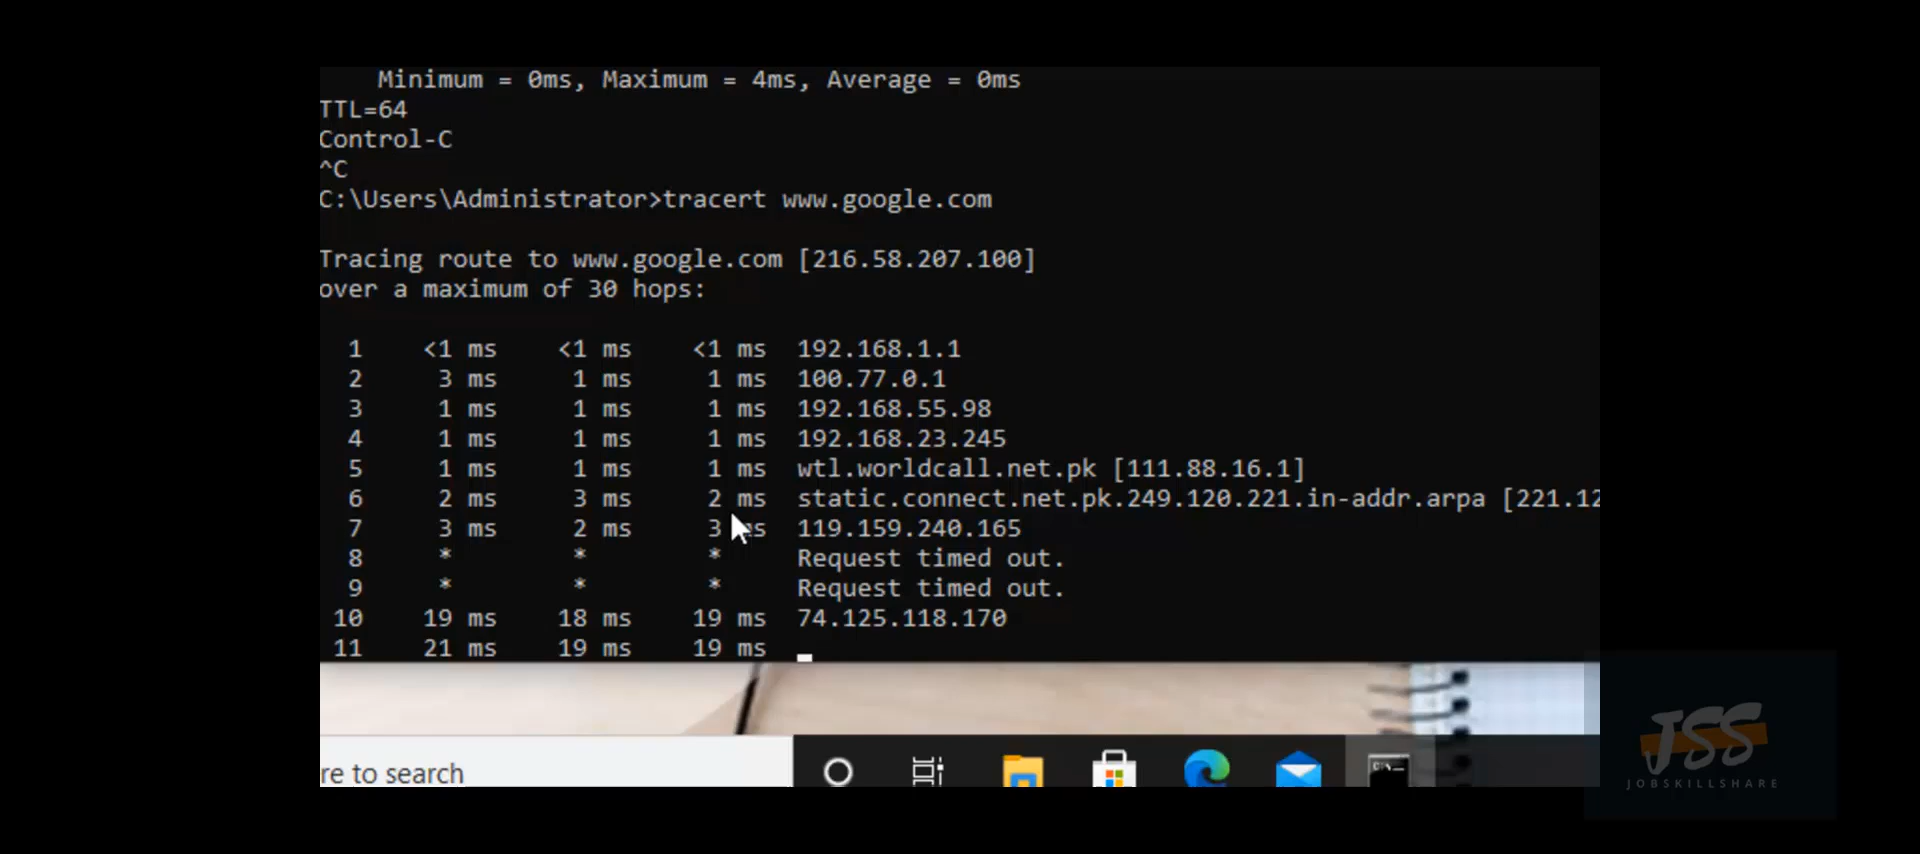 Minimum = 0ms, Maximum = 4ms, Average = 0ms
TTL=64
Control-C
^C
C:\Users\Administrator>tracert www.google.com
Tracing route to www.google.com [216.58.207.100]
over a maximum of 30 hops:
1 <1 ms <1 ms <1 ms 192.168.1.1
2 3 ms 1 ms 1 ms 100.77.0.1
3 1 ms 1 ms 1 ms 192.168.55.98
4 1 ms 1 ms 1 ms 192.168.23.245
5 1 ms 1 ms 1 ms wtl.worldcall.net.pk [111.88.16.1]
6 2 ms 3 ms 2 ms static.connect.net.pk.249.120.221.in-addr.arpa [221.12
7 3 ms 2 ms 3 ms 119.159.240.165
8 * * * Request timed out.
9 * * * Request timed out.
10 19 ms 18 ms 19 ms 74.125.118.170
11 21 ms 19 ms 19 ms
re to search
JSS
JOBSKILLSHARE